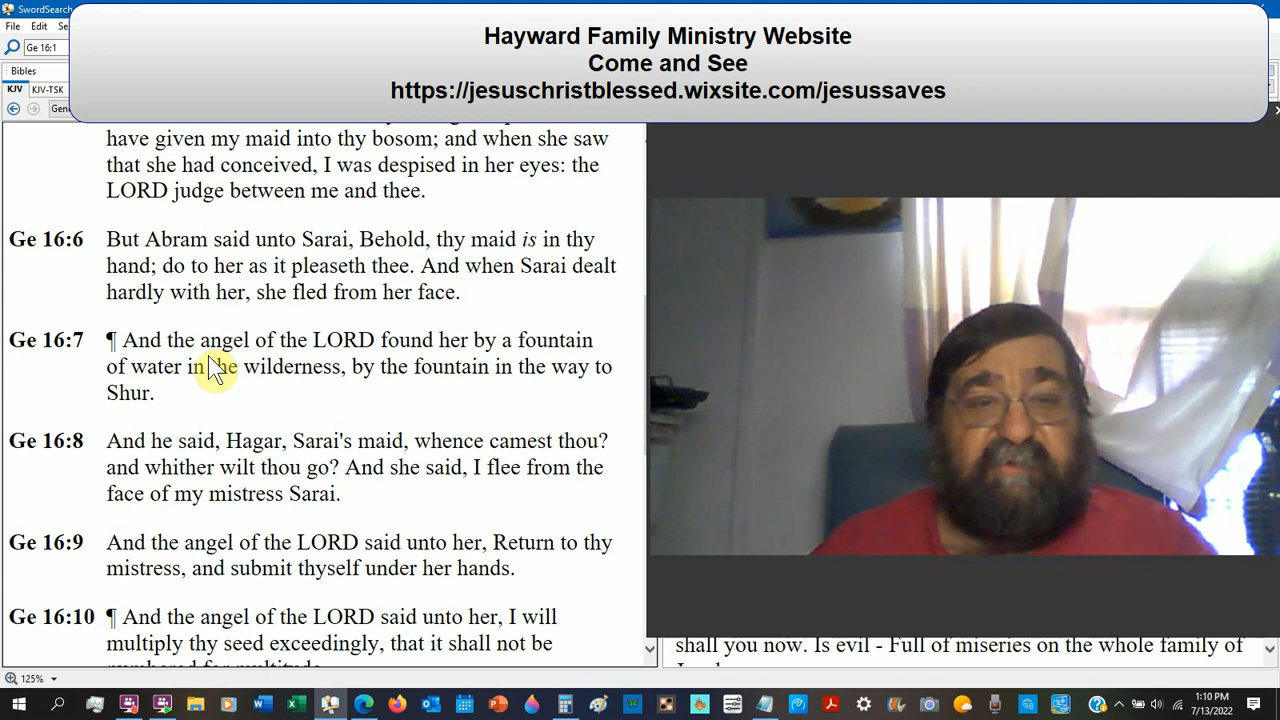 SwordSearch
File Edit Se
Ge 16:1
Bibles
KJV KJV-TSK
Hayward Family Ministry Website
Come and See
https://jesuschristblessed.wixsite.com/jesussaves
have given my maid into thy bosom; and when she saw
that she had conceived, I was despised in her eyes: the
LORD judge between me and thee.
Ge 16:6 But Abram said unto Sarai, Behold, thy maid is in thy
hand; do to her as it pleaseth thee. And when Sarai dealt
hardly with her, she fled from her face.
Ge 16:7 ¶ And the angel of the LORD found her by a fountain
of water in the wilderness, by the fountain in the way to
Shur.
Ge 16:8 And he said, Hagar, Sarai's maid, whence camest thou?
and whither wilt thou go? And she said, I flee from the
face of my mistress Sarai.
Ge 16:9 And the angel of the LORD said unto her, Return to thy
mistress, and submit thyself under her hands.
Ge 16:10 ¶ And the angel of the LORD said unto her, I will
multiply thy seed exceedingly, that it shall not be
shall you now. Is evil - Full of miseries on the whole family of
125%
1:10 PM
7/13/2022